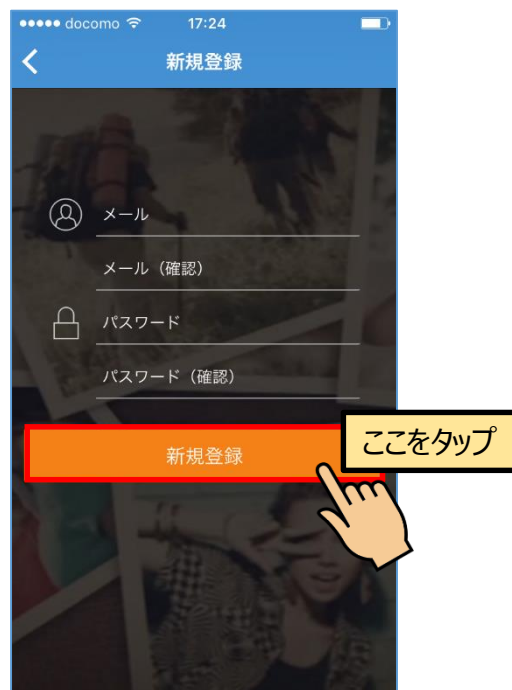 docomo 17:24
新規登録
メール
メール（確認）
パスワード
パスワード（確認）
新規登録
ここをタップ